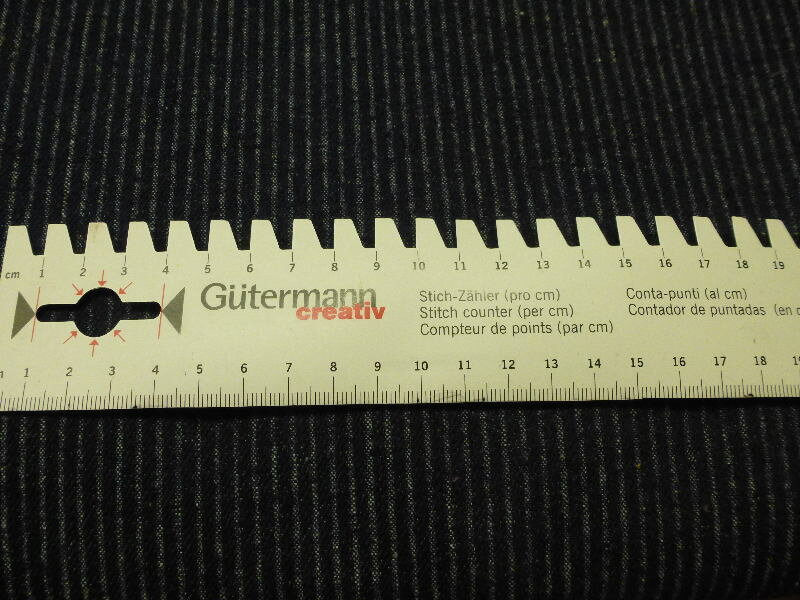 cm 1 2 3 4 5 6 7 8 9 10 11 12 13 14 15 16 17 18 19
Gütermann
creativ
Stich-Zähler (pro cm)
Stitch counter (per cm)
Compteur de points (par cm)
Conta-punti (al cm)
Contador de puntadas (en
1 2 3 4 5 6 7 8 9 10 11 12 13 14 15 16 17 18